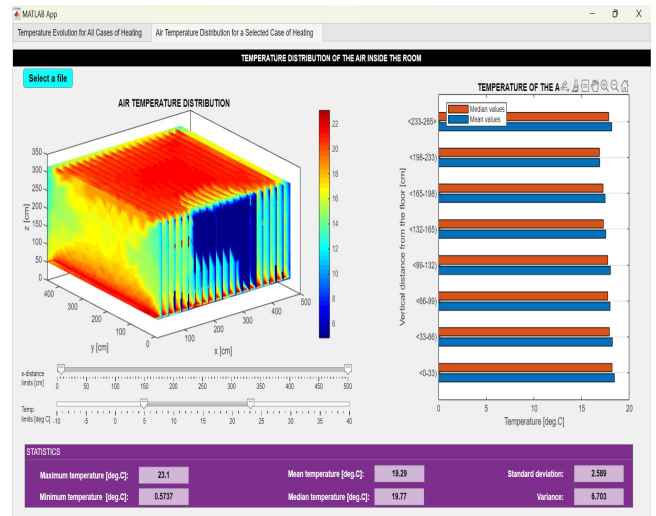 MATLAB App
Temperature Evolution for All Cases of Heating
Air Temperature Distribution for a Selected Case of Heating
TEMPERATURE DISTRIBUTION OF THE AIR INSIDE THE ROOM
Select a file
AIR TEMPERATURE DISTRIBUTION
350
300
250
200
150
100
50
0
z [cm]
400
300
200
100
0
y [cm]
100
200
300
400
500
x [cm]
22
20
18
16
14
12
10
8
6
TEMPERATURE OF THE A
Median values
Mean values
<233-265>
<198-233)
<165-198)
<132-165)
<99-132)
<66-99)
<33-66)
<0-33)
Vertical distance from the floor [cm]
0 5 10 15 20
Temperature [deg.C]
x-distance
limits [cm]
0 50 100 150 200 250 300 350 400 450 500
Temp.
limits [deg.C]
-10 -5 0 5 10 15 20 25 30 35 40
STATISTICS
Maximum temperature [deg.C]: 23.1
Mean temperature [deg.C]: 19.29
Standard deviation: 2.589
Minimum temperature [deg.C]: 0.5737
Median temperature [deg.C]: 19.77
Variance: 6.703